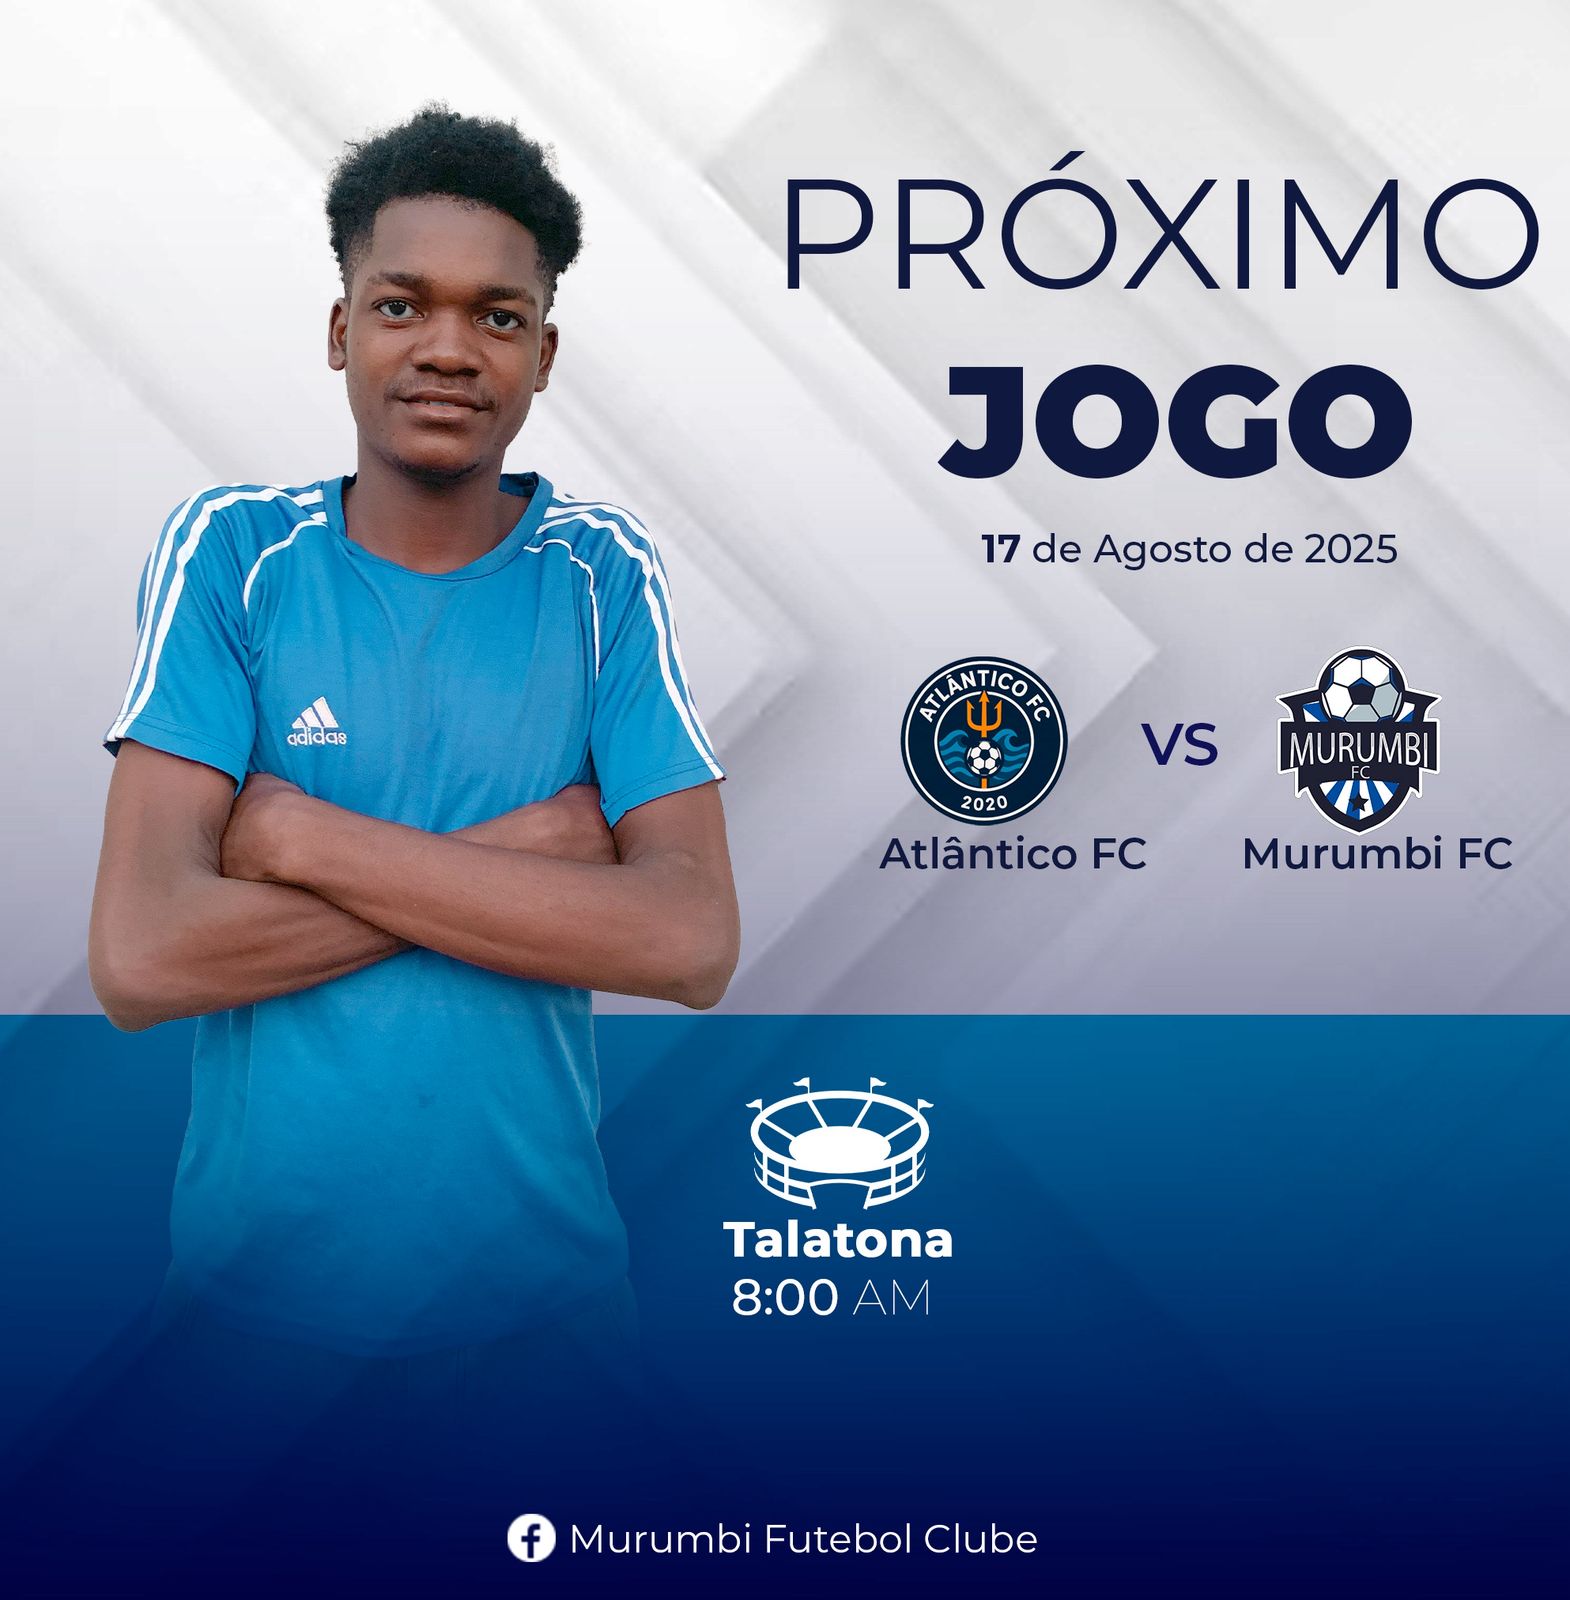 PRÓXIMO
JOGO
17 de Agosto de 2025
adidas
ATLÂNTICO FC
2020
VS
MURUMBI
FC
Atlântico FC
Murumbi FC
Talatona
8:00 AM
Murumbi Futebol Clube